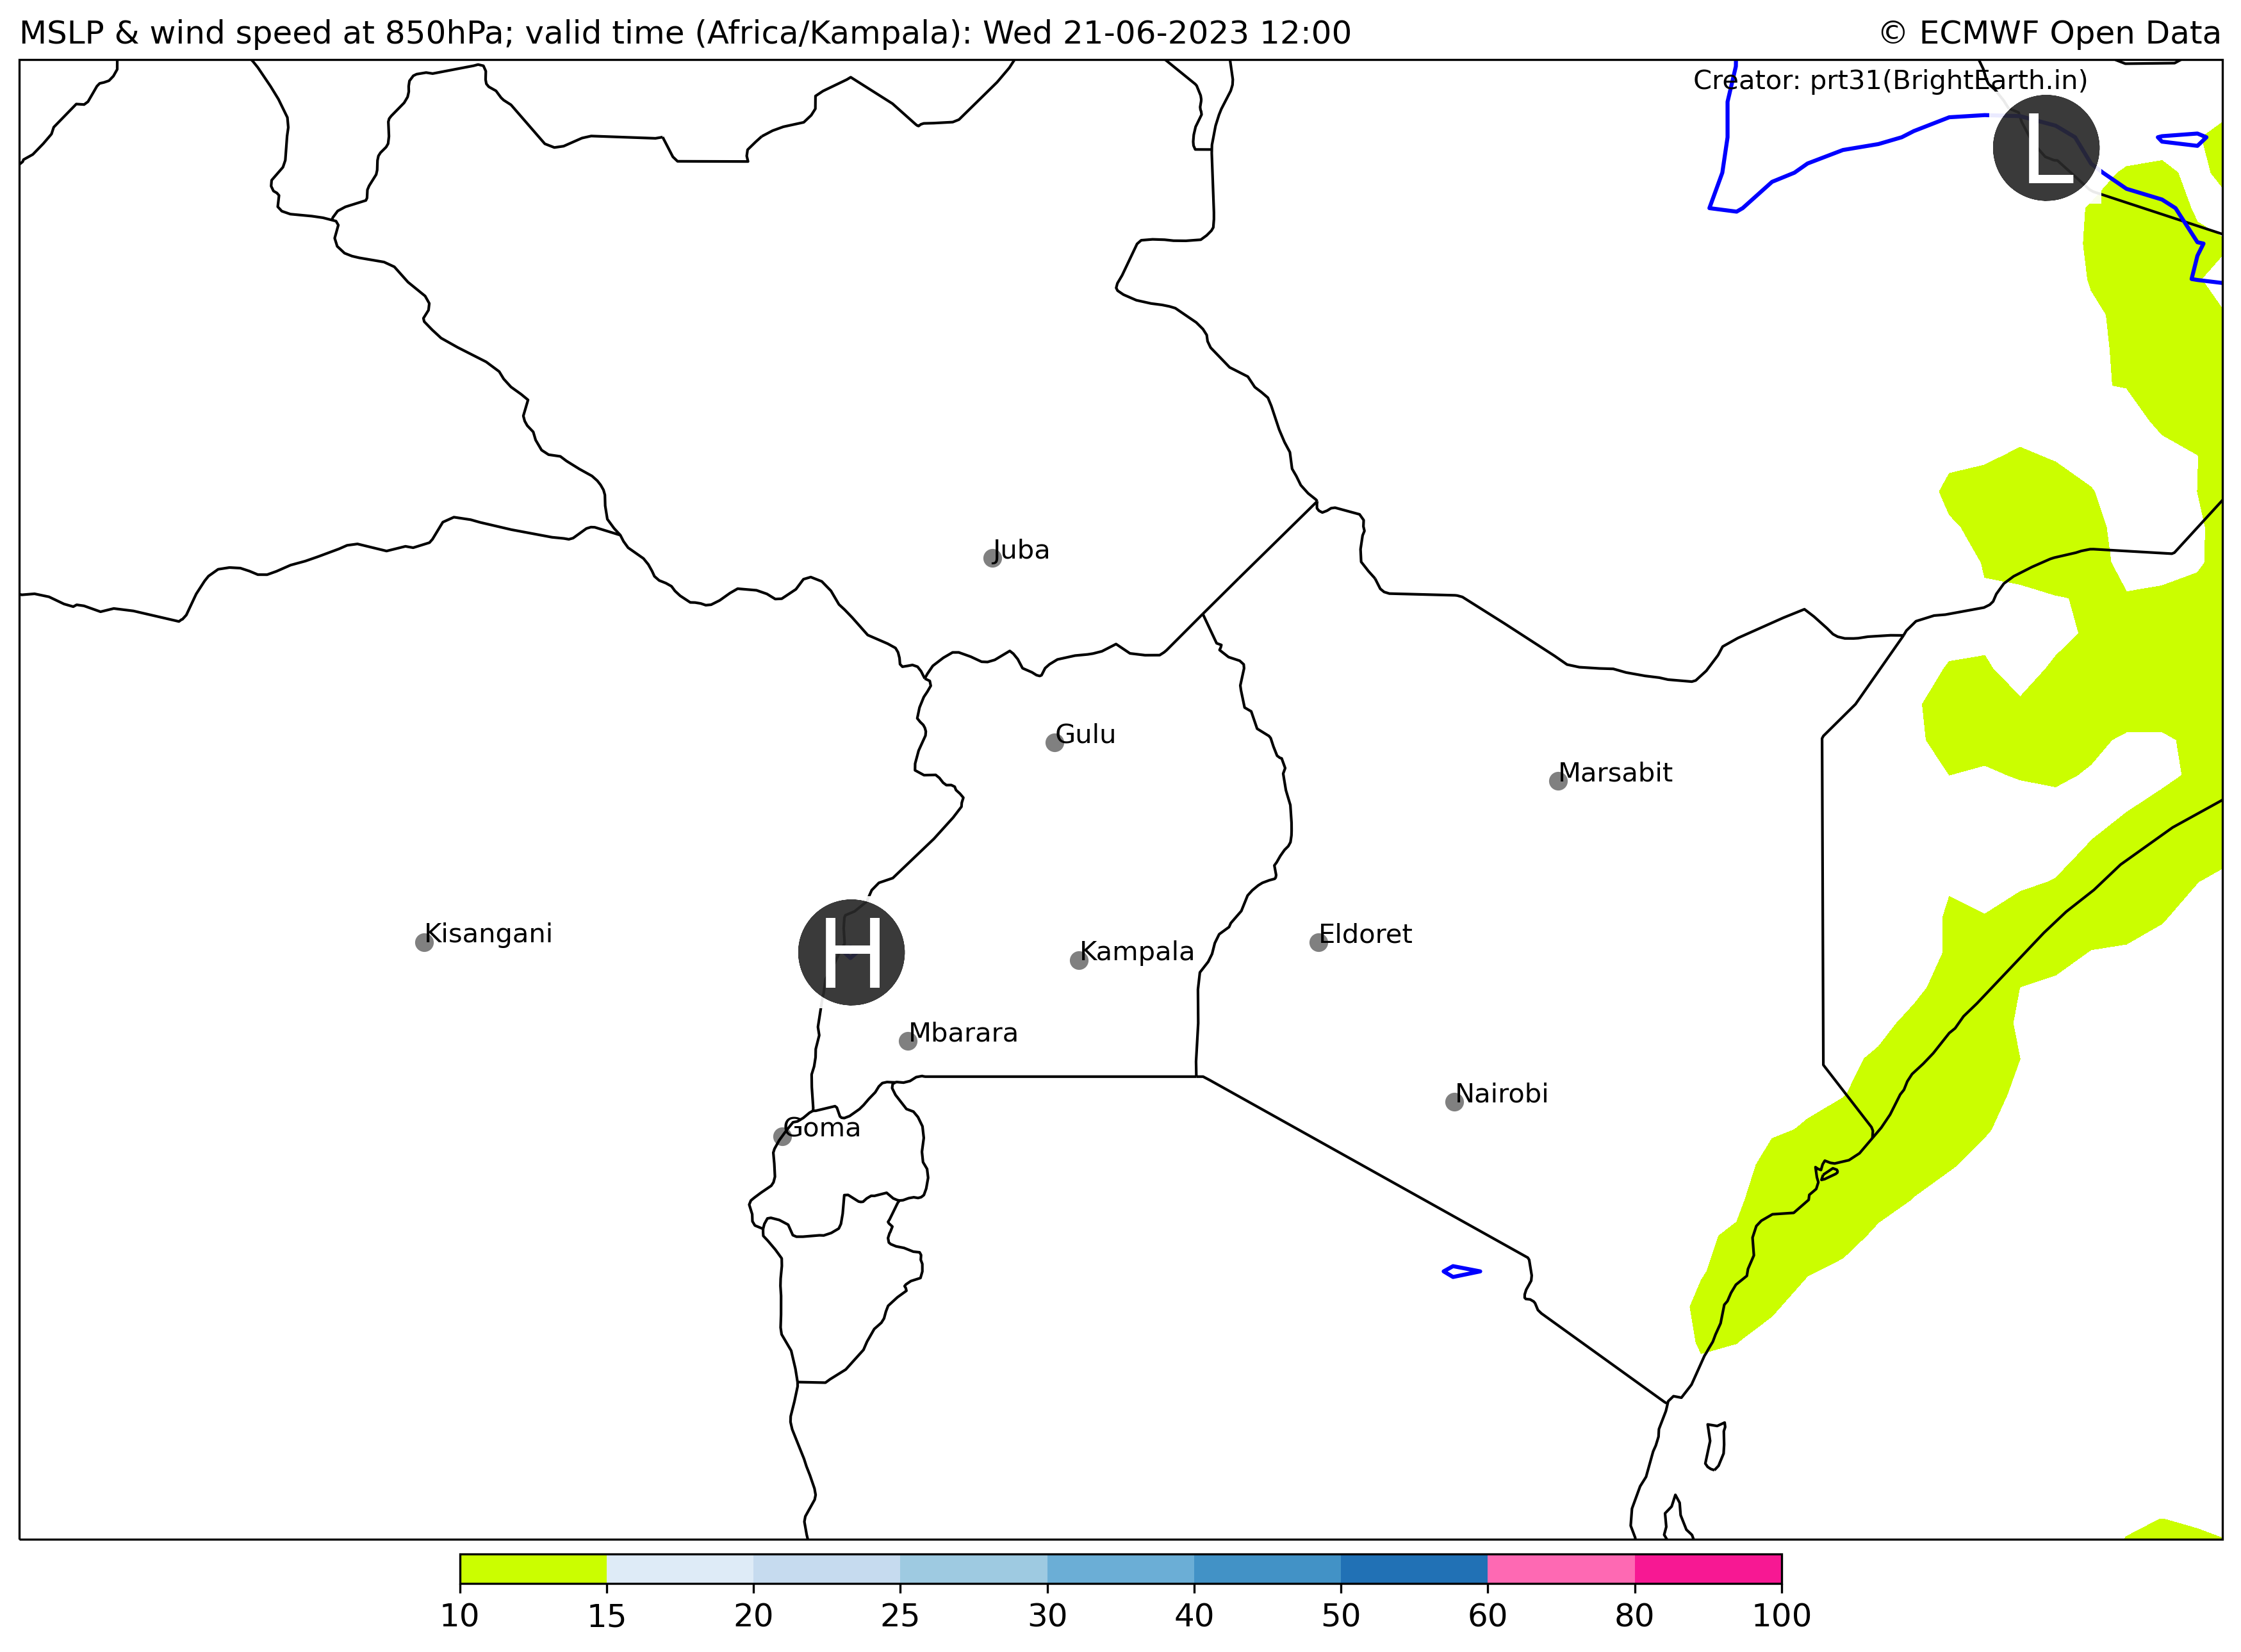 MSLP & wind speed at 850hPa; valid time (Africa/Kampala): Wed 21-06-2023 12:00
© ECMWF Open Data
Creator: prt31(BrightEarth.in)
L
Juba
Gulu
Marsabit
Kisangani
H
Kampala
Eldoret
Mbarara
Nairobi
Goma
10 15 20 25 30 40 50 60 80 100